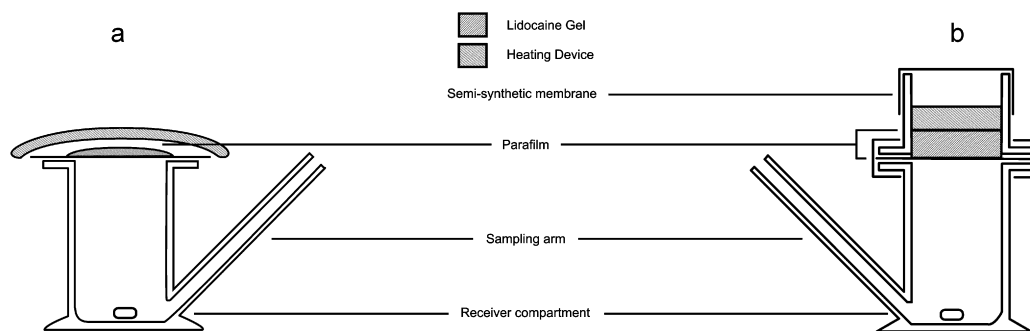 a
b
Lidocaine Gel
Heating Device
Semi-synthetic membrane
Parafilm
Sampling arm
Receiver compartment